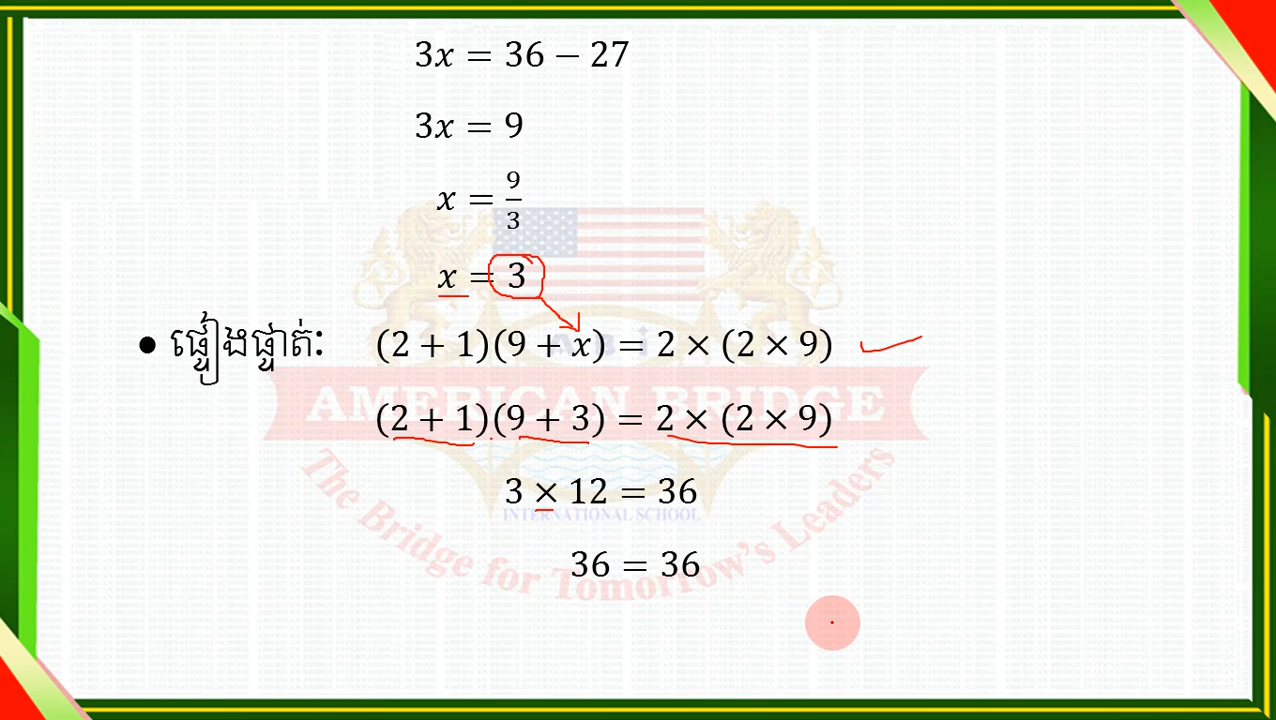 3x = 36 − 27
3x = 9
x = 9/3
x = 3
• ផ្ទៀងផ្ទាត់: (2 + 1)(9 + x) = 2 × (2 × 9)
AMERICAN BRIDGE
(2 + 1)(9 + 3) = 2 × (2 × 9)
3 × 12 = 36
INTERNATIONAL SCHOOL
The Bridge for Tomorrow's Leaders
36 = 36